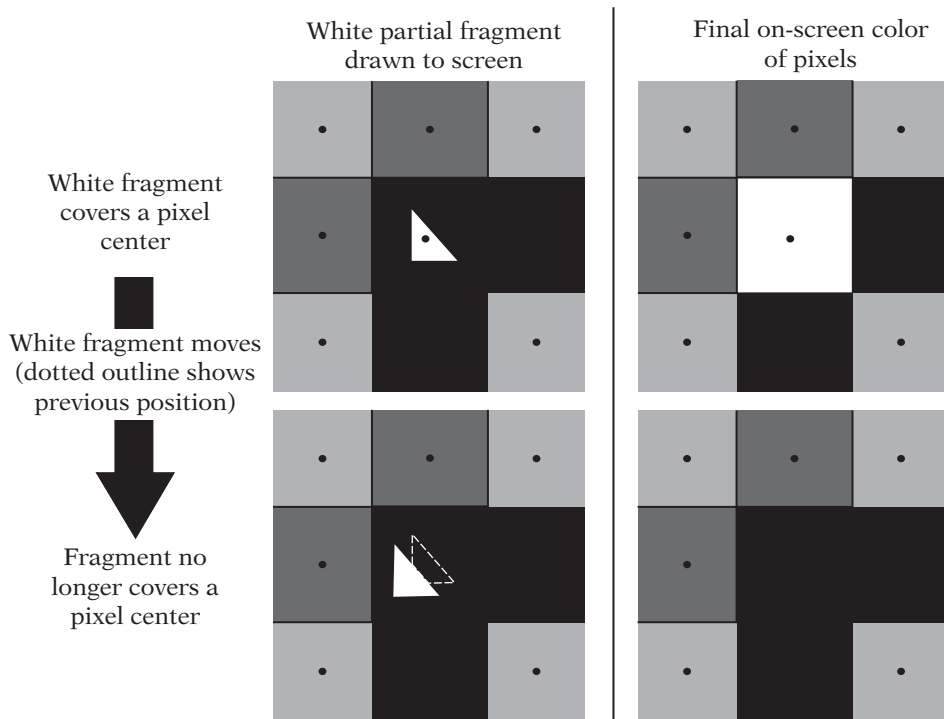 White partial fragment
drawn to screen
Final on-screen color
of pixels
White fragment
covers a pixel
center
White fragment moves
(dotted outline shows
previous position)
Fragment no
longer covers a
pixel center